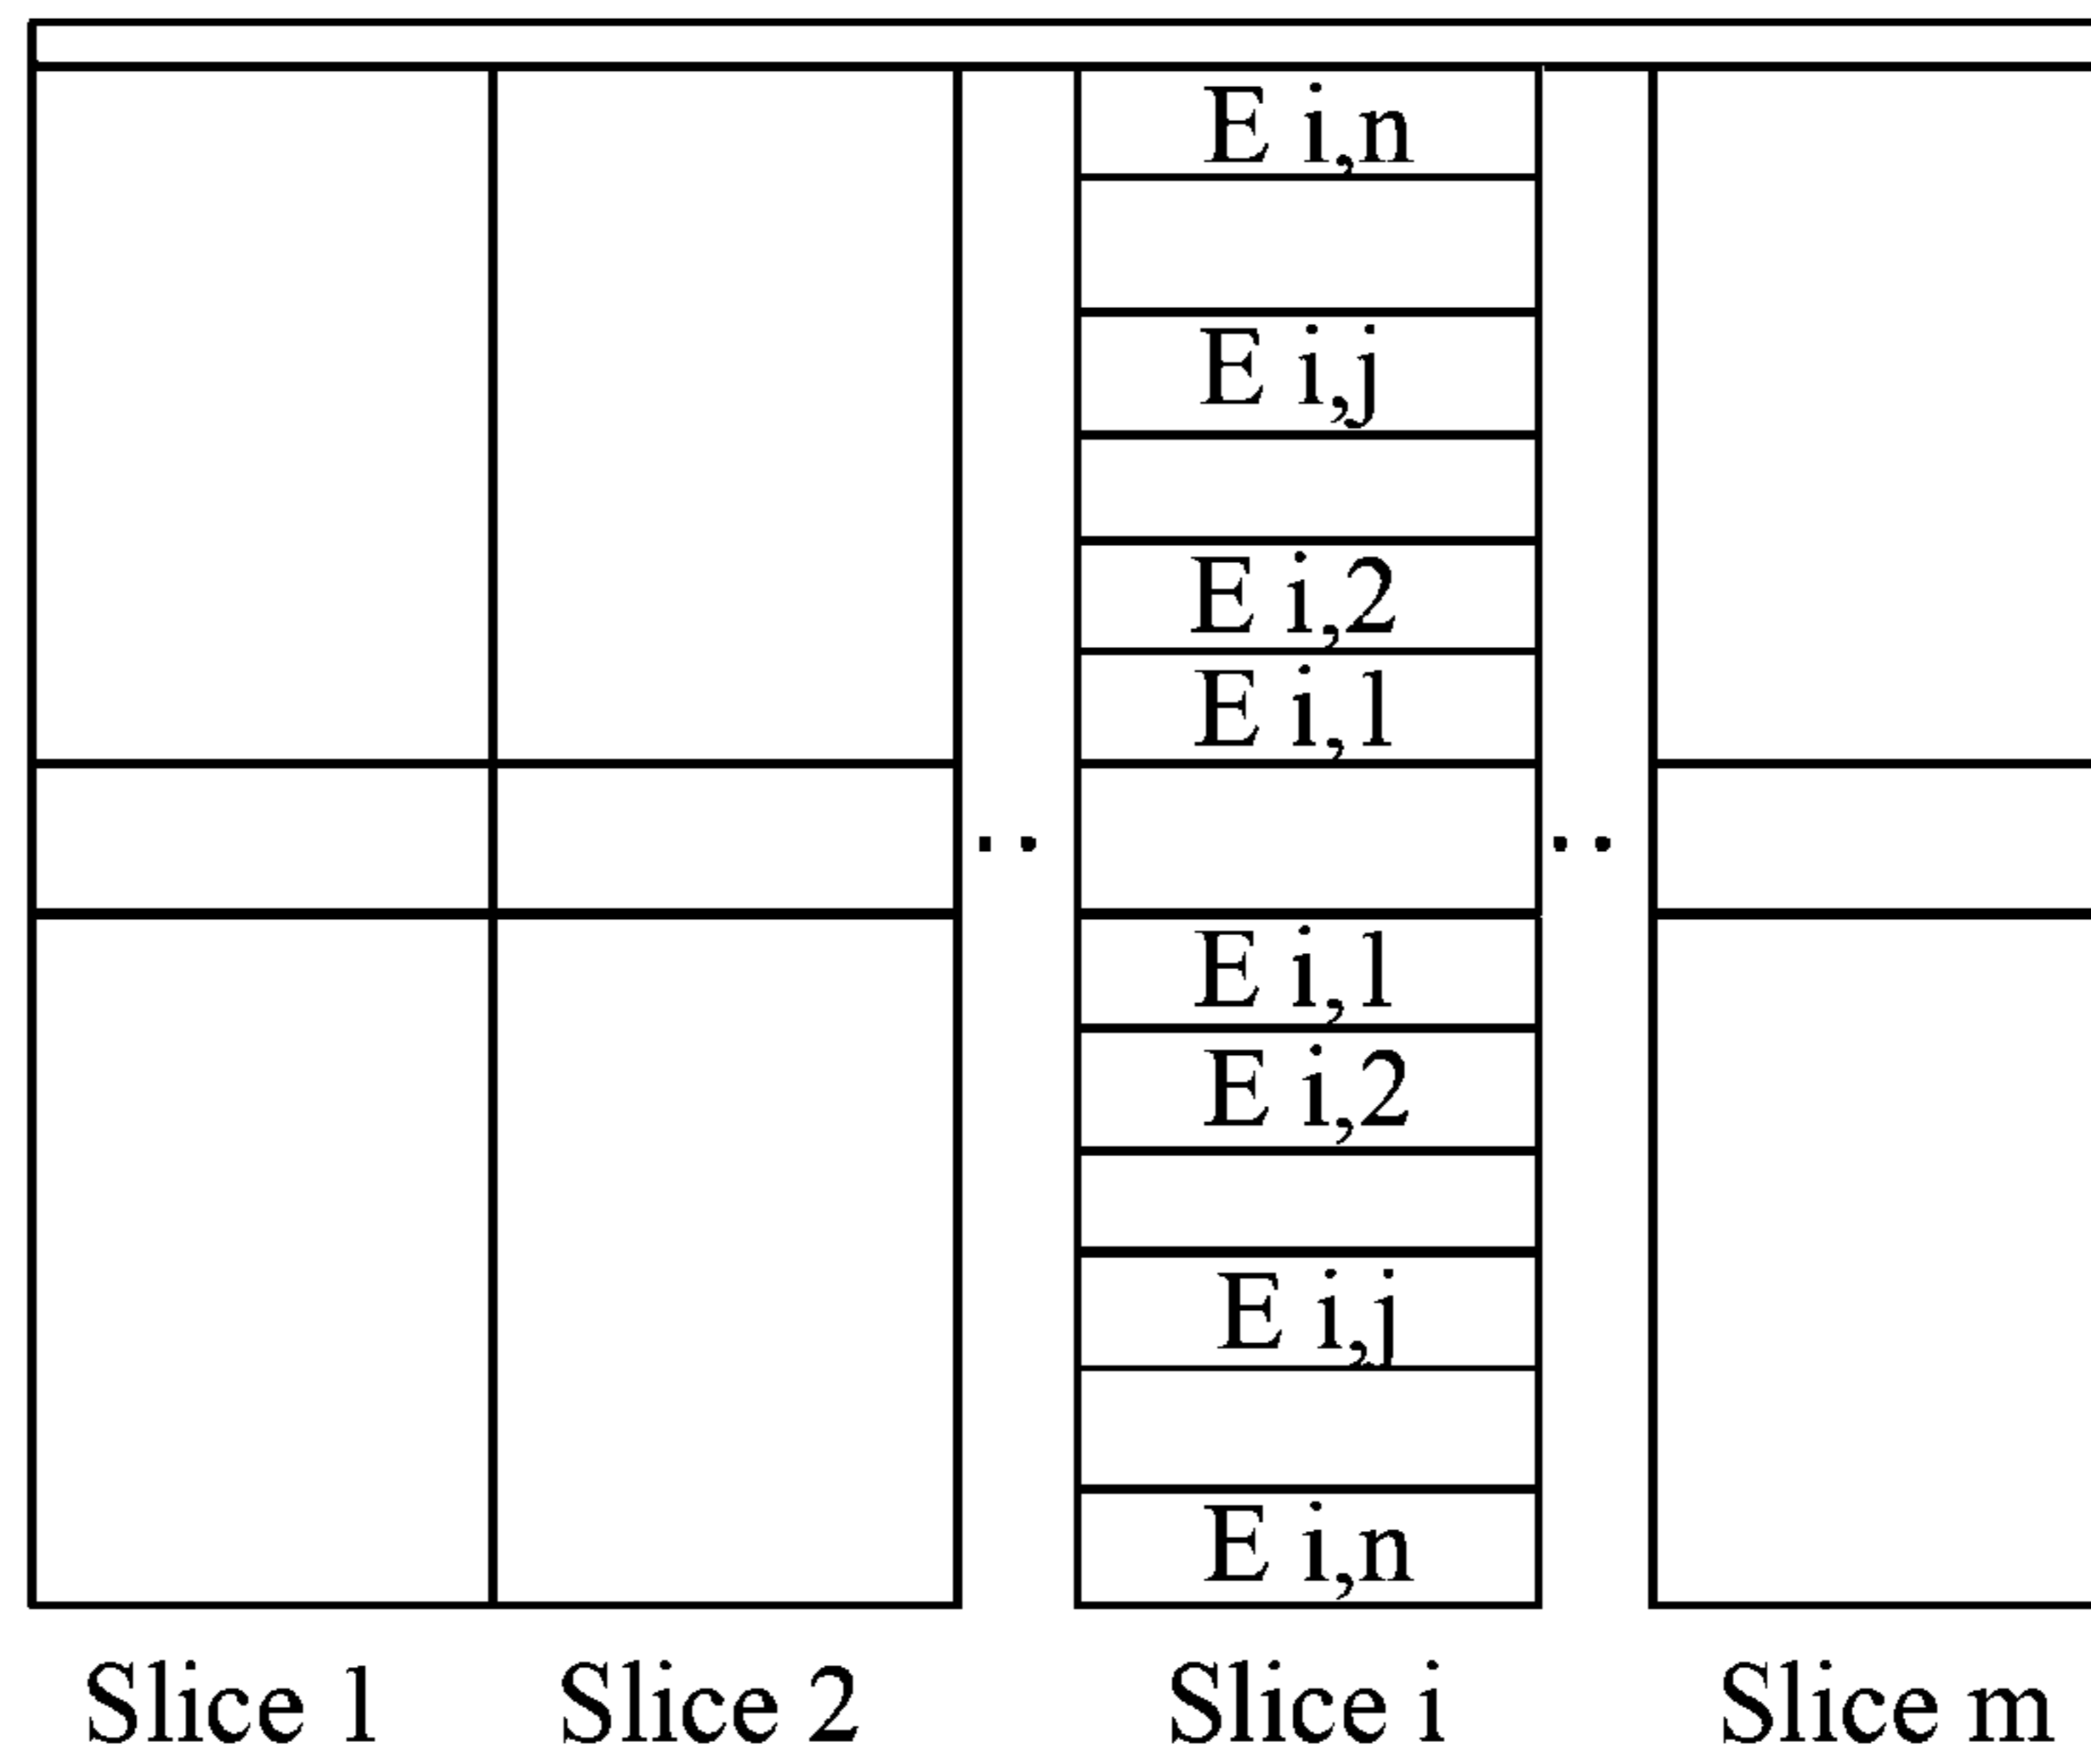 E i,n
E i,j
E i,2
E i,1
. .
. .
E i,1
E i,2
E i,j
E i,n
Slice 1
Slice 2
Slice i
Slice m